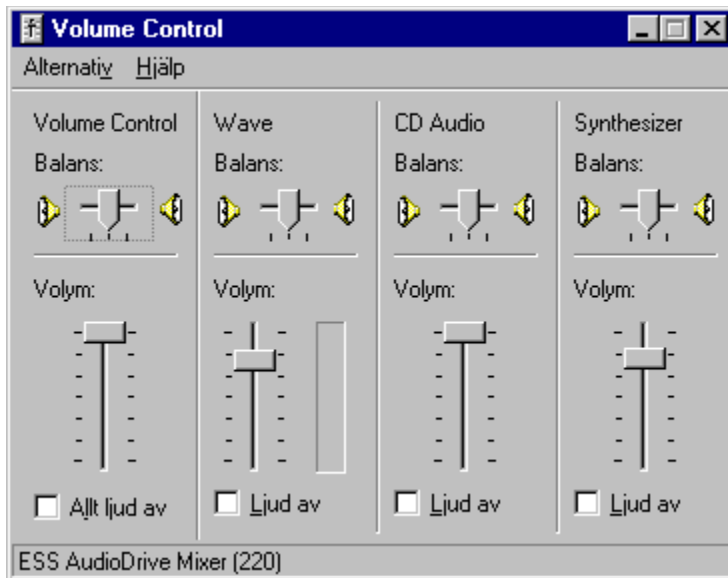 Volume Control
Alternativ Hjälp
Volume Control Wave CD Audio Synthesizer
Balans: Balans: Balans: Balans:
Volym: Volym: Volym: Volym:
Allt ljud av Ljud av Ljud av Ljud av
ESS AudioDrive Mixer (220)